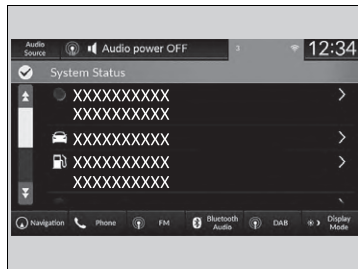 Audio
Source
Audio power OFF
3
12:34
System Status
XXXXXXXXXX
XXXXXXXXXX
XXXXXXXXXX
XXXXXXXXXX
XXXXXXXXXX
Navigation
Phone
FM
Bluetooth
Audio
DAB
Display
Mode